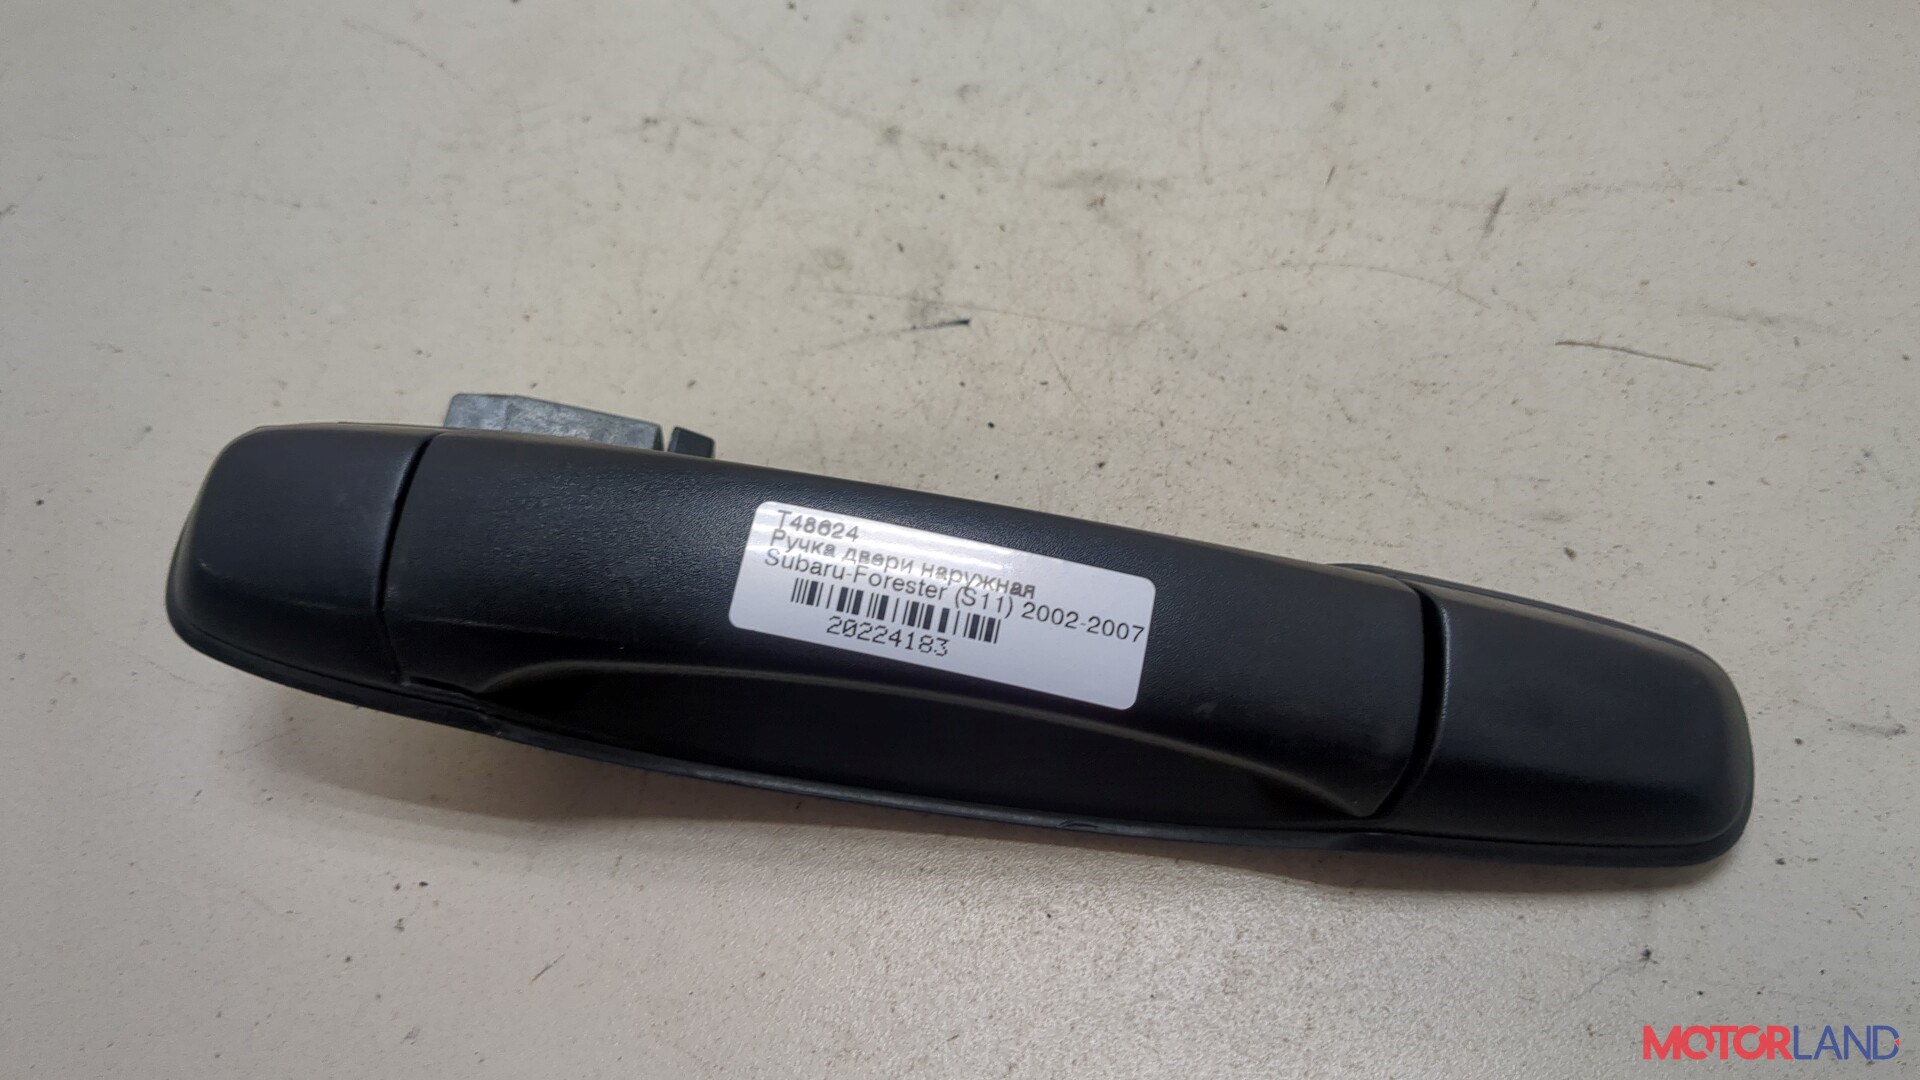 T48624
Ручка двери наружная
Subaru-Forester (S11) 2002-2007
20224183
MOTORLAND